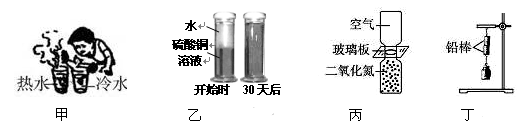 热水 冷水
甲
水
硫酸铜
溶液
开始时 30天后
乙
空气
玻璃板
二氧化氮
丙
铅棒
丁